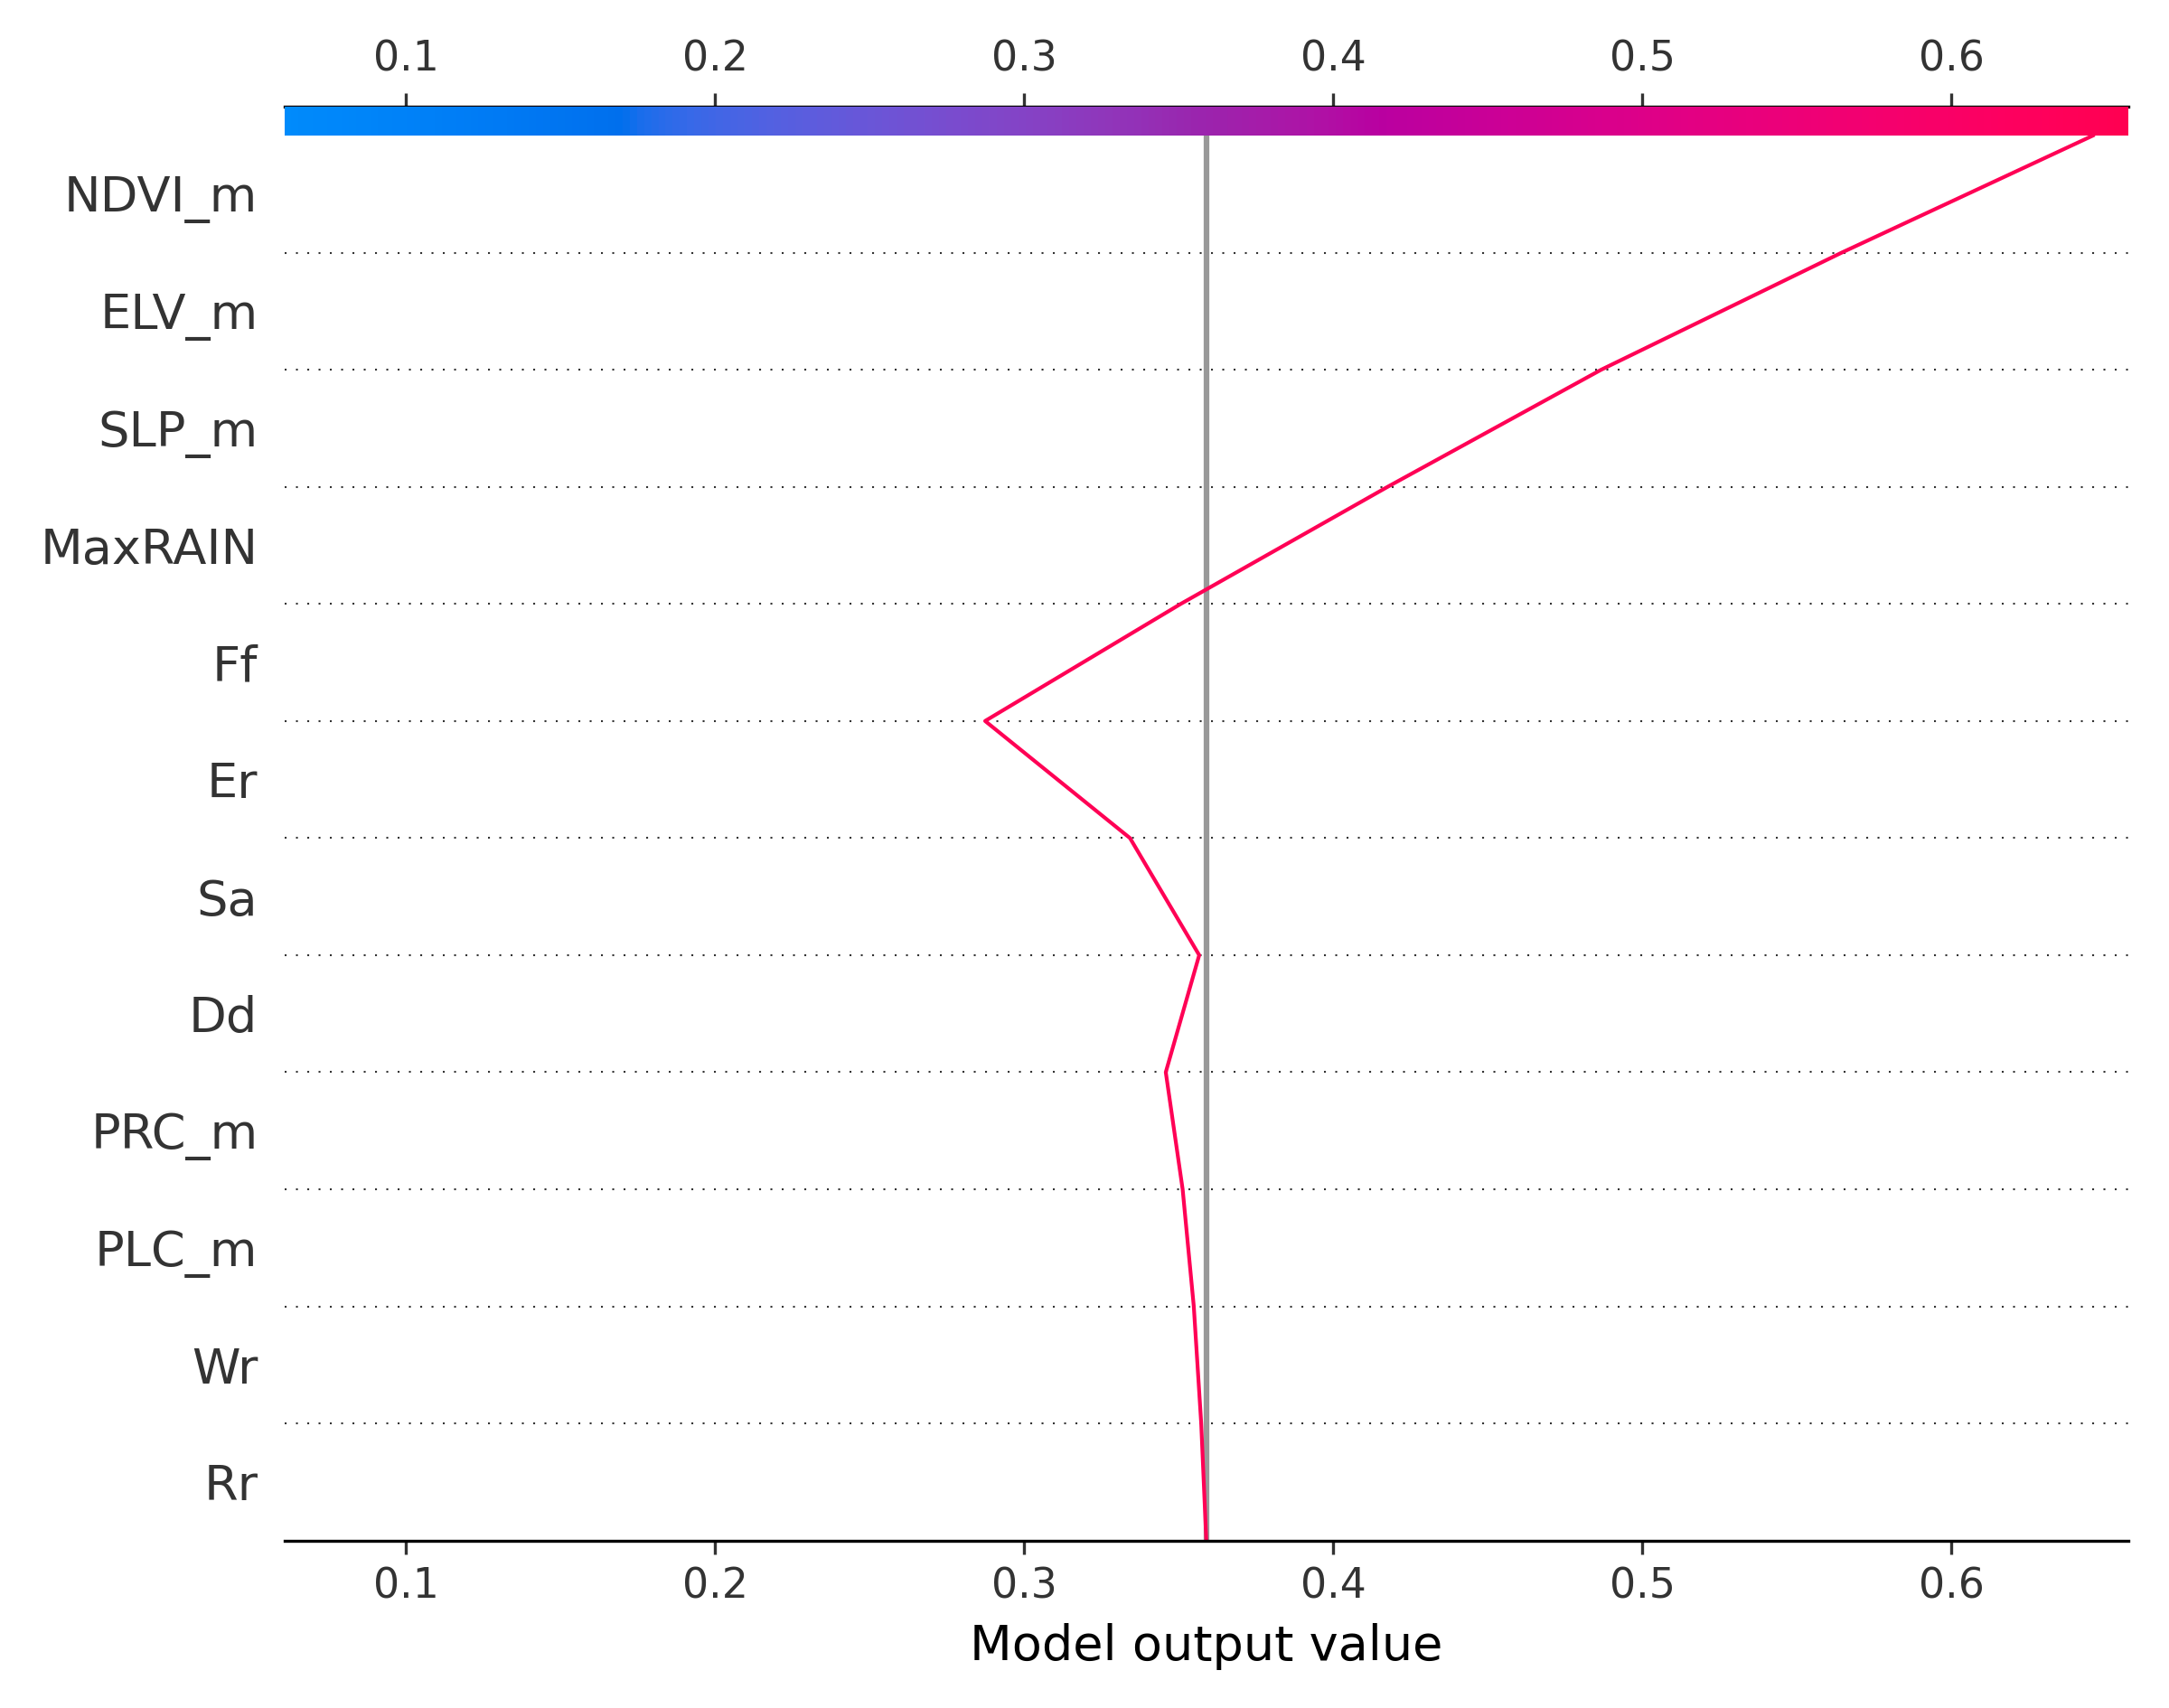 0.1 0.2 0.3 0.4 0.5 0.6
NDVI_m
ELV_m
SLP_m
MaxRAIN
Ff
Er
Sa
Dd
PRC_m
PLC_m
Wr
Rr
0.1 0.2 0.3 0.4 0.5 0.6
Model output value